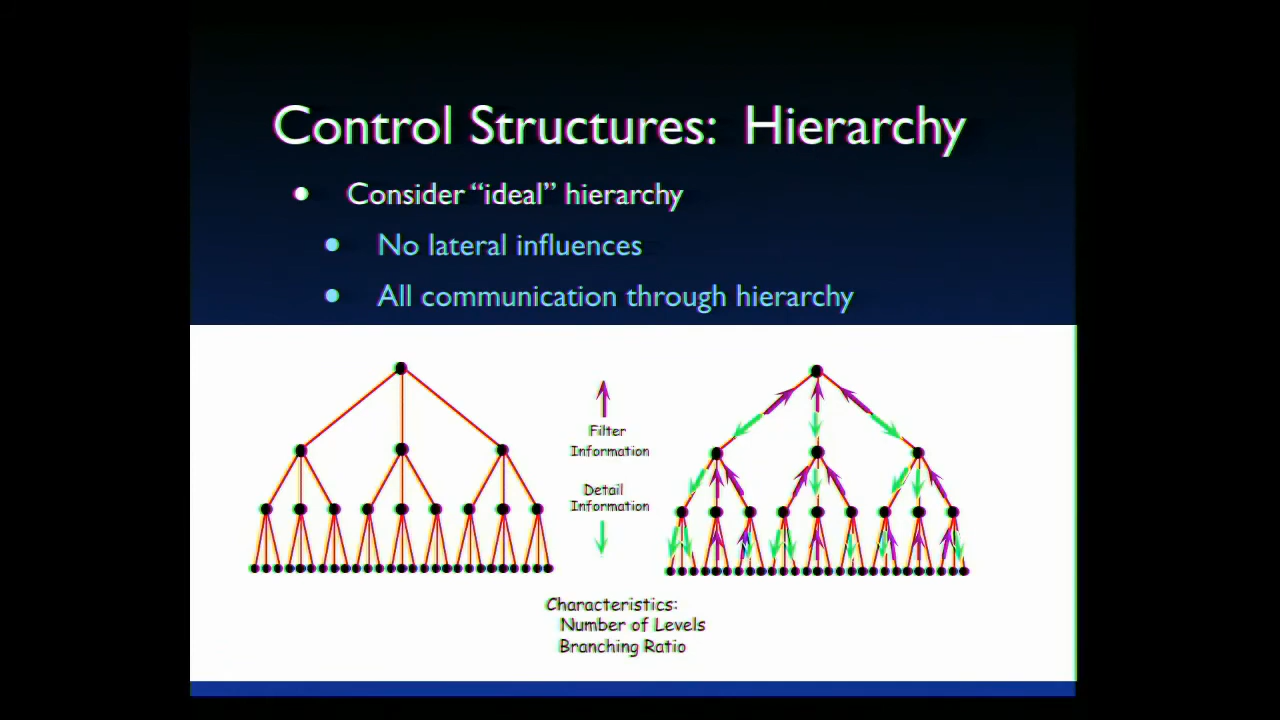 Control Structures: Hierarchy
• Consider “ideal” hierarchy
• No lateral influences
• All communication through hierarchy
Filter
Information
Detail
Information
Characteristics:
Number of Levels
Branching Ratio